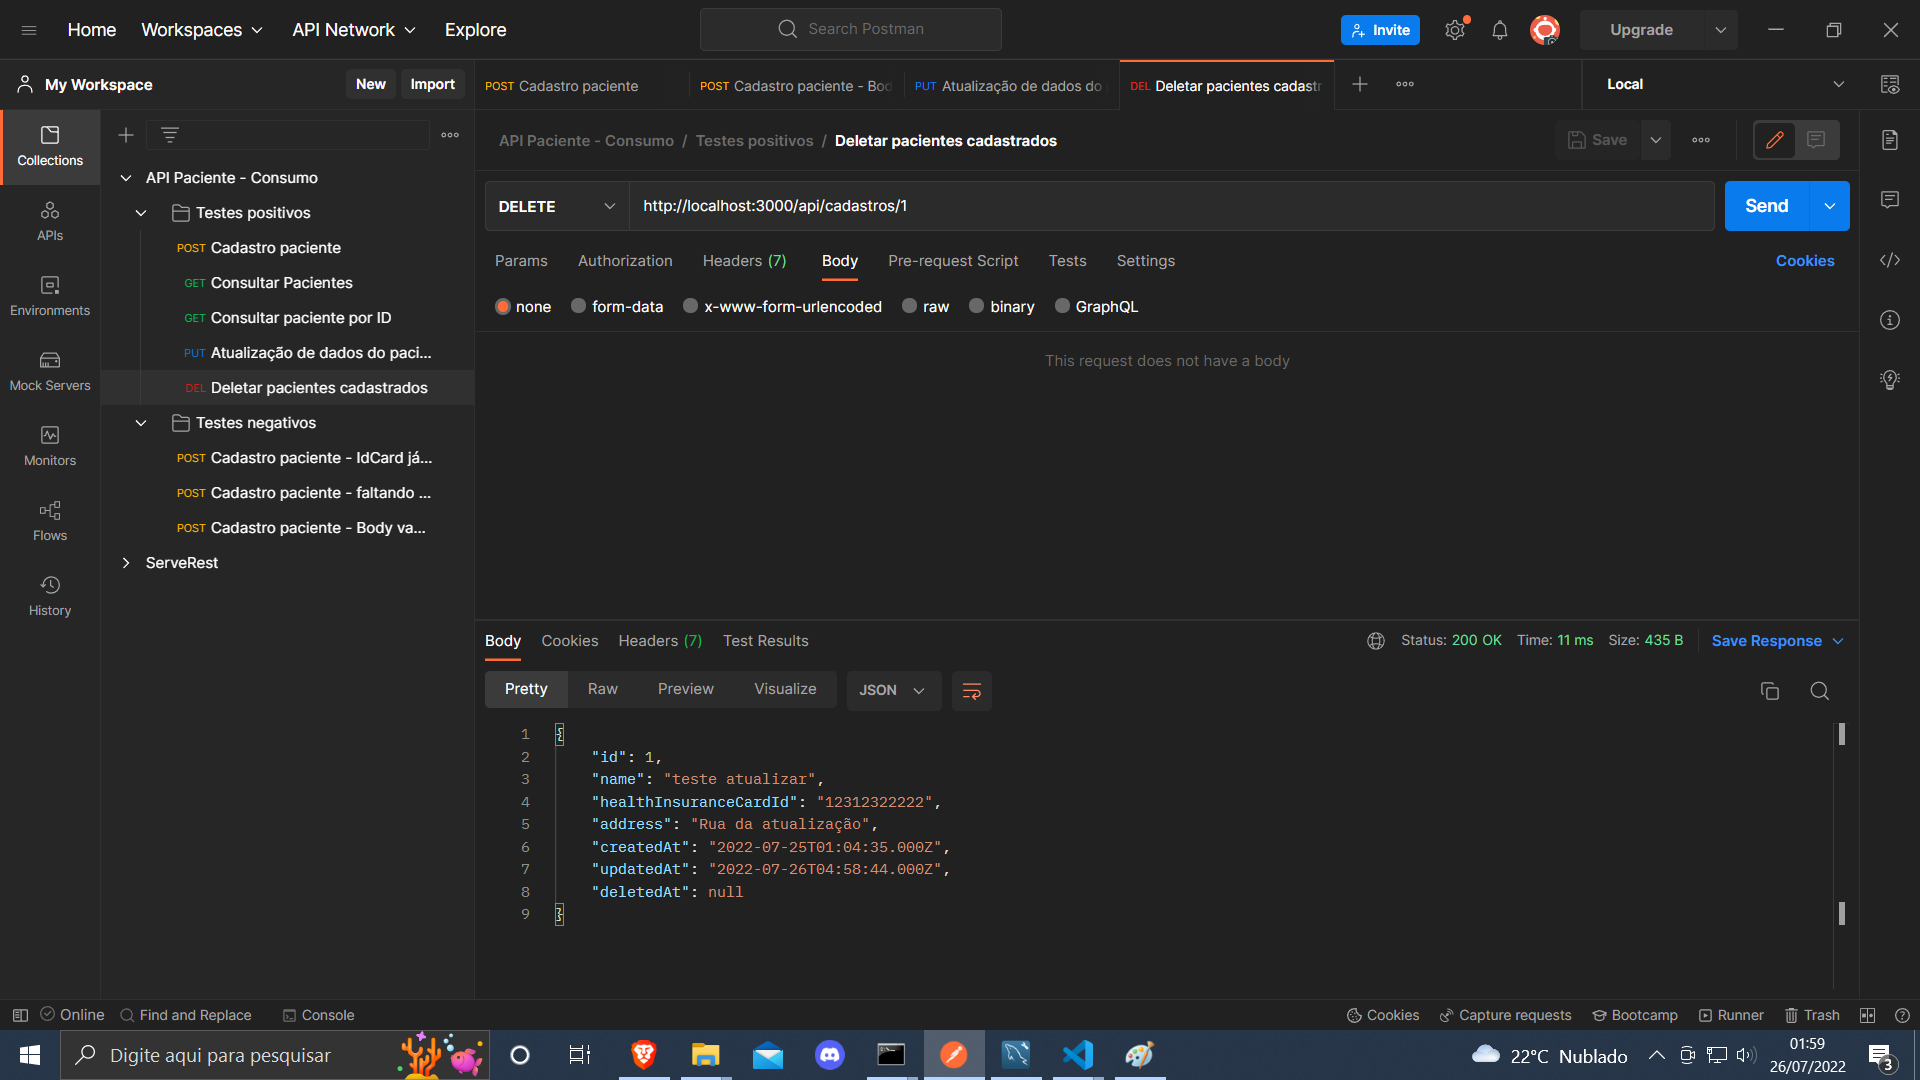 Home
Workspaces
API Network
Explore
Search Postman
Invite
Upgrade
My Workspace
New
Import
POST Cadastro paciente
POST Cadastro paciente - Bod
PUT Atualização de dados do
DEL Deletar pacientes cadastr
Local
API Paciente - Consumo / Testes positivos / Deletar pacientes cadastrados
Save
Collections
APIs
Environments
Mock Servers
Monitors
Flows
History
API Paciente - Consumo
Testes positivos
POST Cadastro paciente
GET Consultar Pacientes
GET Consultar paciente por ID
PUT Atualização de dados do paci...
DEL Deletar pacientes cadastrados
Testes negativos
POST Cadastro paciente - IdCard já...
POST Cadastro paciente - faltando ...
POST Cadastro paciente - Body va...
ServeRest
DELETE
http://localhost:3000/api/cadastros/1
Send
Params
Authorization
Headers (7)
Body
Pre-request Script
Tests
Settings
Cookies
none
form-data
x-www-form-urlencoded
raw
binary
GraphQL
This request does not have a body
Body
Cookies
Headers (7)
Test Results
Status: 200 OK
Time: 11 ms
Size: 435 B
Save Response
Pretty
Raw
Preview
Visualize
JSON
1 {
2 "id": 1,
3 "name": "teste atualizar",
4 "healthInsuranceCardId": "12312322222",
5 "address": "Rua da atualização",
6 "createdAt": "2022-07-25T01:04:35.000Z",
7 "updatedAt": "2022-07-26T04:58:44.000Z",
8 "deletedAt": null
9 }
Online
Find and Replace
Console
Cookies
Capture requests
Bootcamp
Runner
Trash
Digite aqui para pesquisar
22°C Nublado
01:59
26/07/2022
3